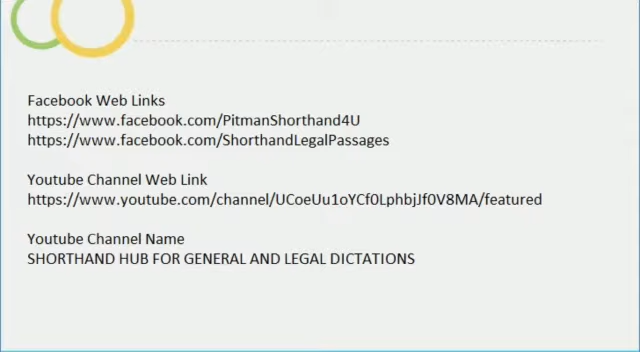 Facebook Web Links
https://www.facebook.com/PitmanShorthand4U
https://www.facebook.com/ShorthandLegalPassages
Youtube Channel Web Link
https://www.youtube.com/channel/UCoeUu1oYCf0LphbjJf0V8MA/featured
Youtube Channel Name
SHORTHAND HUB FOR GENERAL AND LEGAL DICTATIONS